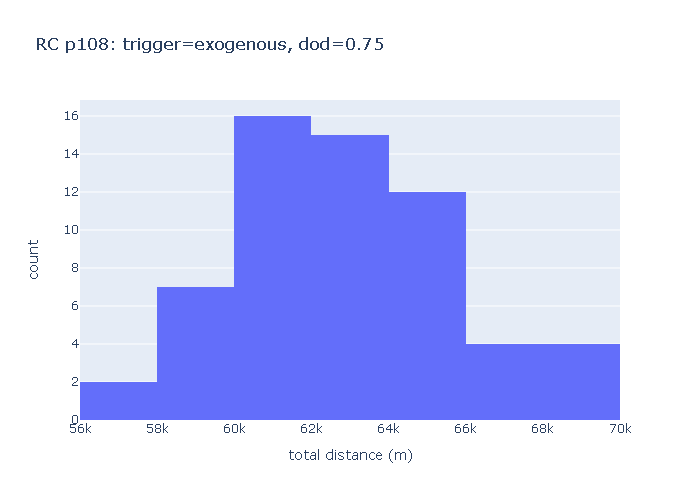 RC p108: trigger=exogenous, dod=0.75
16
14
12
10
8
6
4
2
0
count
56k 58k 60k 62k 64k 66k 68k 70k
total distance (m)